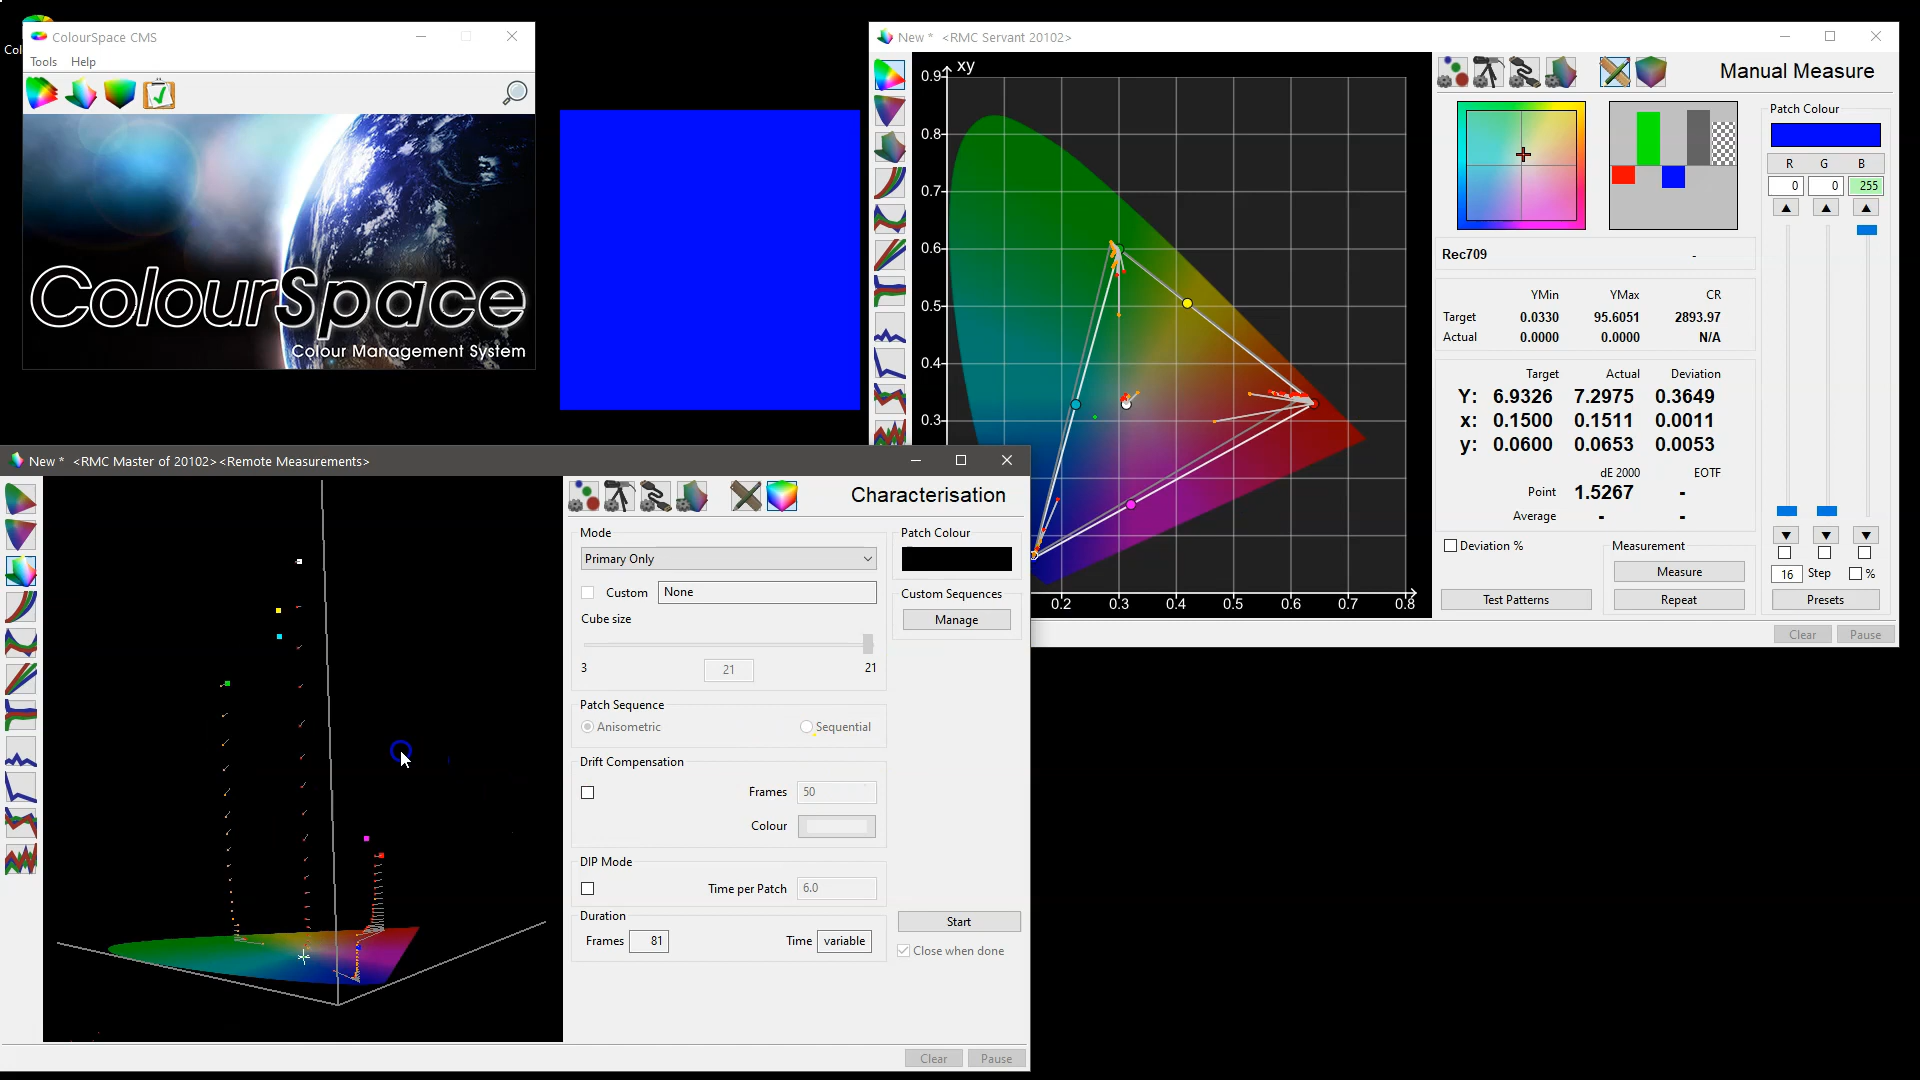 Co
ColourSpace CMS
Tools Help
ColourSpace
Colour Management System
New * <RMC Servant 20102>
xy
0.9
0.8
0.7
0.6
0.5
0.4
0.3
0.2 0.3 0.4 0.5 0.6 0.7 0.8
Manual Measure
Patch Colour
R G B
0 0 255
Rec709 -
YMin YMax CR
Target 0.0330 95.6051 2893.97
Actual 0.0000 0.0000 N/A
Target Actual Deviation
Y: 6.9326 7.2975 0.3649
x: 0.1500 0.1511 0.0011
y: 0.0600 0.0653 0.0053
dE 2000 EOTF
Point 1.5267 -
Average - -
Deviation %
Measurement
Measure
16 Step %
Test Patterns
Repeat
Presets
Clear Pause
New * <RMC Master of 20102><Remote Measurements>
Characterisation
Mode
Primary Only
Custom None
Cube size
3 21 21
Patch Colour
Custom Sequences
Manage
Patch Sequence
Anisometric Sequential
Drift Compensation
Frames 50
Colour
DIP Mode
Time per Patch 6.0
Duration
Frames 81 Time variable
Start
Close when done
Clear Pause